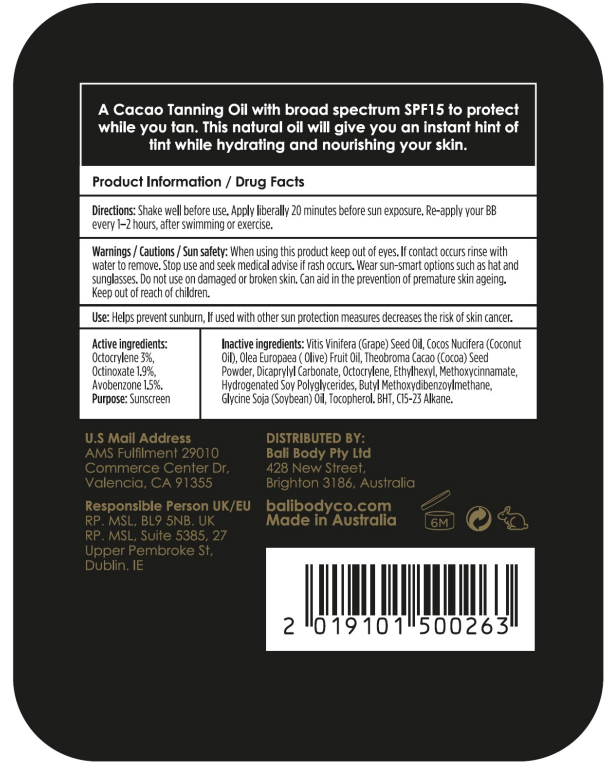 A Cacao Tanning Oil with broad spectrum SPF15 to protect
while you tan. This natural oil will give you an instant hint of
tint while hydrating and nourishing your skin.
Product Information / Drug Facts
Directions: Shake well before use. Apply liberally 20 minutes before sun exposure. Re-apply your BB
every 1–2 hours, after swimming or exercise.
Warnings / Cautions / Sun safety: When using this product keep out of eyes. If contact occurs rinse with
water to remove. Stop use and seek medical advise if rash occurs. Wear sun-smart options such as hat and
sunglasses. Do not use on damaged or broken skin. Can aid in the prevention of premature skin ageing.
Keep out of reach of children.
Use: Helps prevent sunburn, If used with other sun protection measures decreases the risk of skin cancer.
Active ingredients:
Octocrylene 3%,
Octinoxate 1.9%,
Avobenzone 1.5%.
Purpose: Sunscreen
Inactive ingredients: Vitis Vinifera (Grape) Seed Oil, Cocos Nucifera (Coconut
Oil), Olea Europaea ( Olive) Fruit Oil, Theobroma Cacao (Cocoa) Seed
Powder, Dicaprylyl Carbonate, Octocrylene, Ethylhexyl, Methoxycinnamate,
Hydrogenated Soy Polyglycerides, Butyl Methoxydibenzoylmethane,
Glycine Soja (Soybean) Oil, Tocopherol. BHT, C15-23 Alkane.
U.S Mail Address
AMS Fulfilment 29010
Commerce Center Dr,
Valencia, CA 91355
Responsible Person UK/EU
RP. MSL, BL9 5NB. UK
RP. MSL, Suite 5385, 27
Upper Pembroke St,
Dublin. IE
DISTRIBUTED BY:
Bali Body Pty Ltd
428 New Street,
Brighton 3186, Australia
balibodyco.com
Made in Australia
6M
2 019101 500263